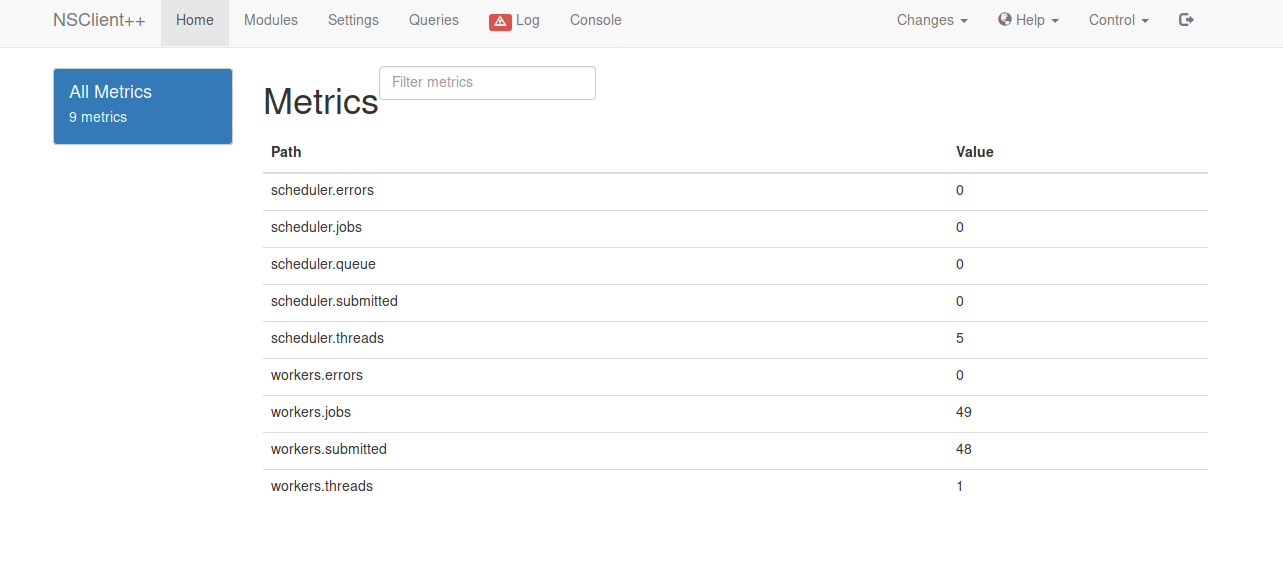 NSClient++ Home Modules Settings Queries Log Console Changes Help Control
All Metrics
9 metrics
Metrics Filter metrics
Path Value
scheduler.errors 0
scheduler.jobs 0
scheduler.queue 0
scheduler.submitted 0
scheduler.threads 5
workers.errors 0
workers.jobs 49
workers.submitted 48
workers.threads 1